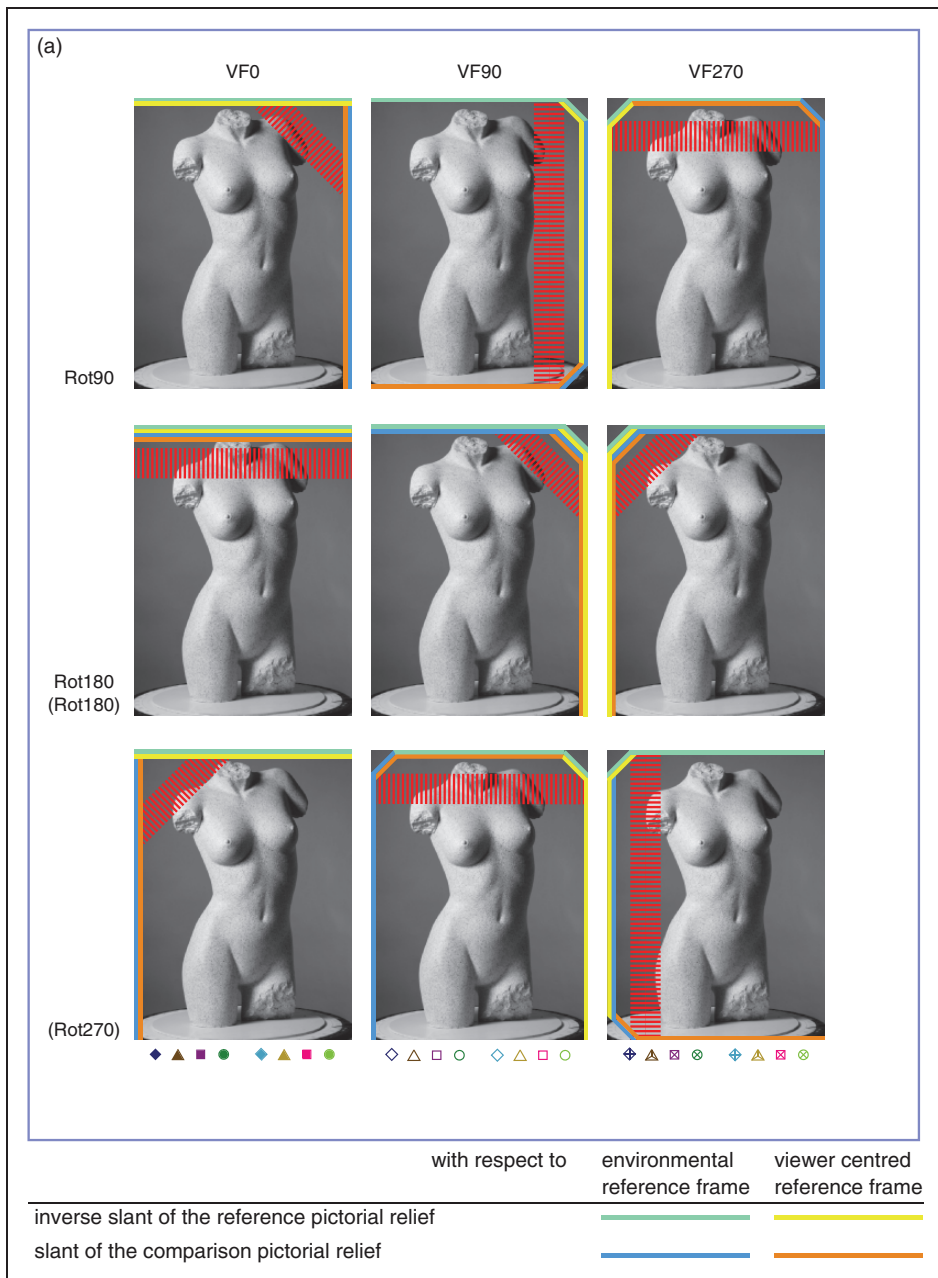 (a)
VF0 VF90 VF270
Rot90
Rot180
(Rot180)
(Rot270)
with respect to environmental reference frame viewer centred reference frame
inverse slant of the reference pictorial relief
slant of the comparison pictorial relief